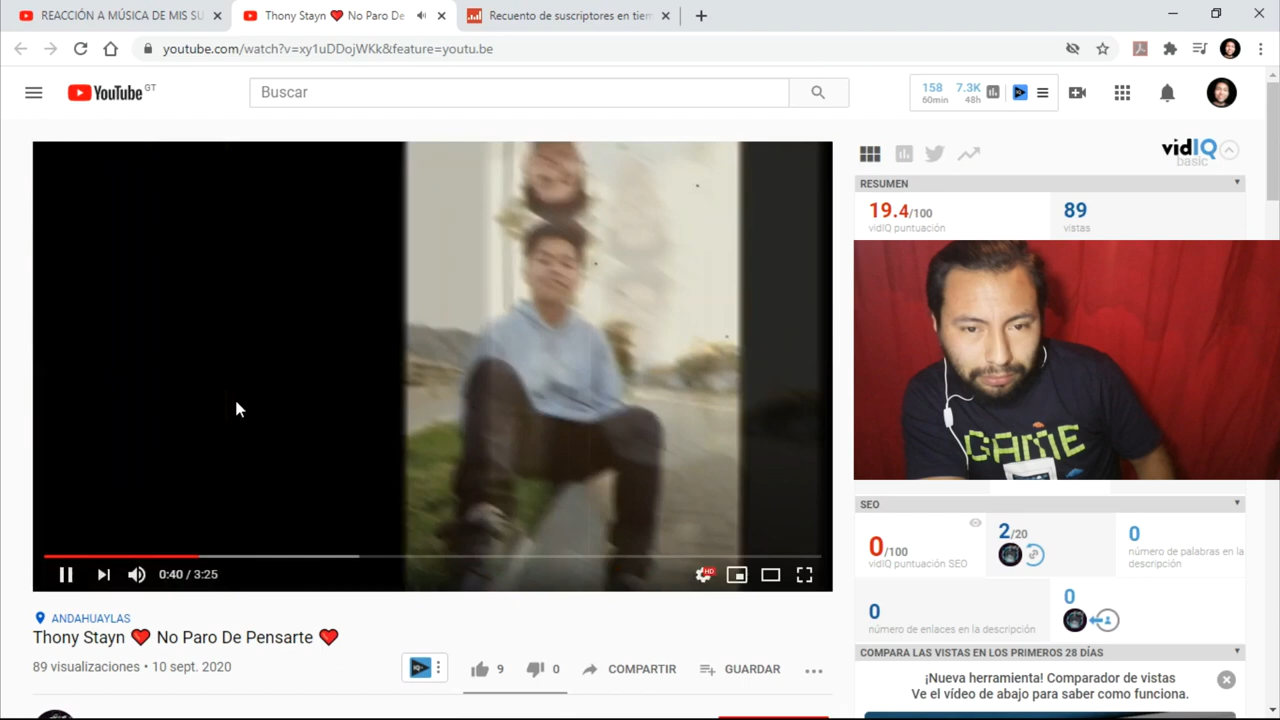 REACCIÓN A MÚSICA DE MIS SU
Thony Stayn ❤️ No Paro De
Recuento de suscriptores en tiem
youtube.com/watch?v=xy1uDDojWKk&feature=youtu.be
YouTube GT
Buscar
158 7.3K
60min 48h
vidIQ
basic
RESUMEN
19.4/100
vidIQ puntuación
89
vistas
GAME
SEO
0/100
vidIQ puntuación SEO
2/20
0
número de palabras en la
descripción
0
número de enlaces en la descripción
0
COMPARA LAS VISTAS EN LOS PRIMEROS 28 DÍAS
¡Nueva herramienta! Comparador de vistas
Ve el vídeo de abajo para saber como funciona.
0:40 / 3:25
HD
ANDAHUAYLAS
Thony Stayn ❤️ No Paro De Pensarte ❤️
89 visualizaciones • 10 sept. 2020
9
0
COMPARTIR
GUARDAR